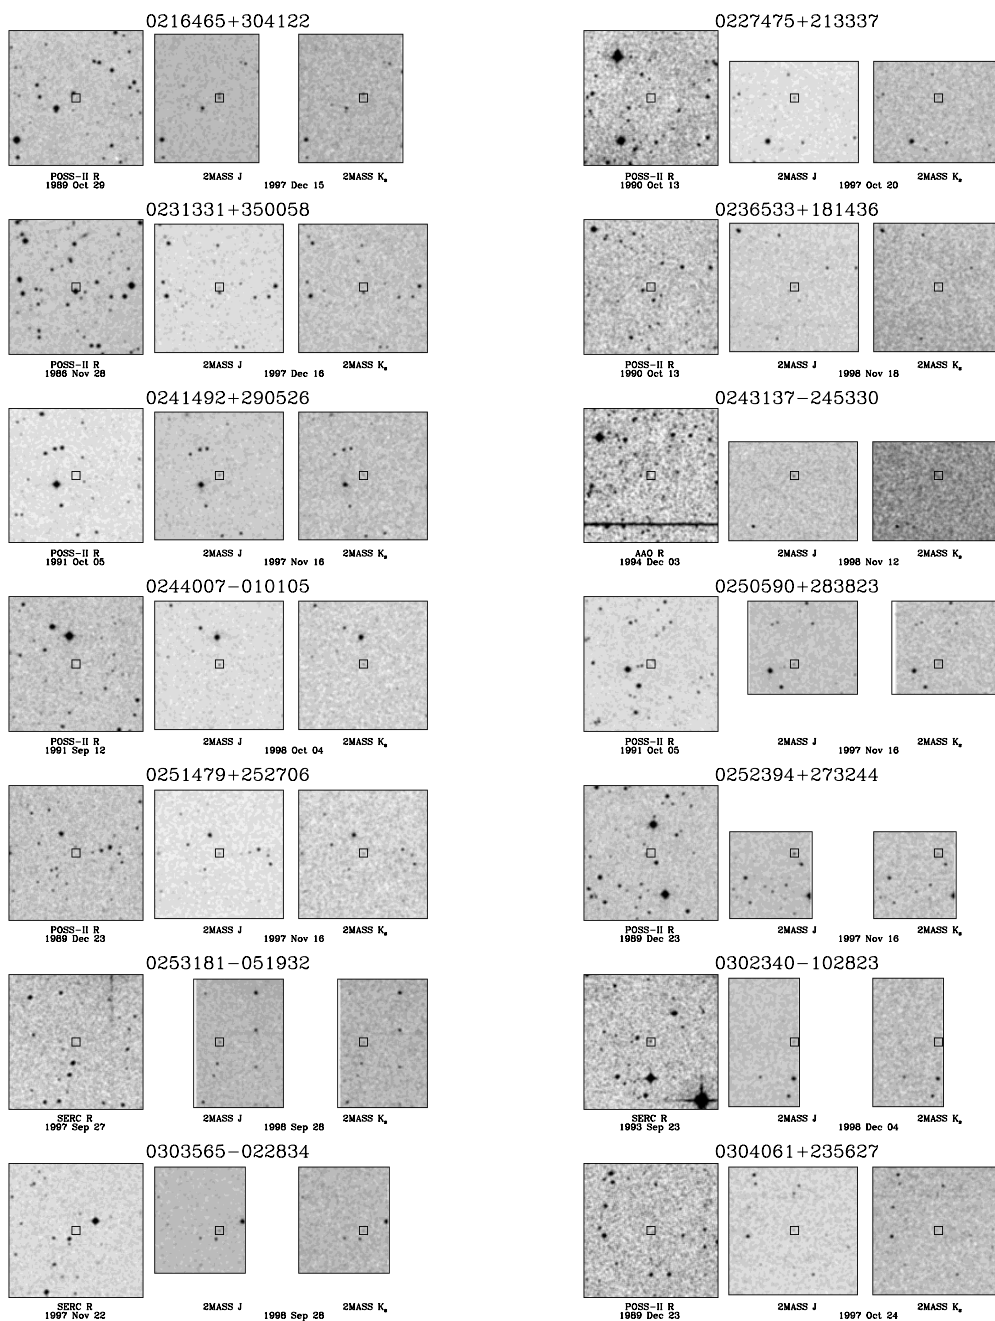 0216465+304122
POSS-II R
1989 Oct 29
2MASS J
1997 Dec 15
2MASS Ks
0227475+213337
POSS-II R
1990 Oct 13
2MASS J
1997 Oct 20
2MASS Ks
0231331+350058
POSS-II R
1986 Nov 28
2MASS J
1997 Dec 16
2MASS Ks
0236533+181436
POSS-II R
1990 Oct 13
2MASS J
1998 Nov 18
2MASS Ks
0241492+290526
POSS-II R
1991 Oct 05
2MASS J
1997 Nov 16
2MASS Ks
0243137-245330
AAO R
1994 Dec 03
2MASS J
1998 Nov 12
2MASS Ks
0244007-010105
POSS-II R
1991 Sep 12
2MASS J
1998 Oct 04
2MASS Ks
0250590+283823
POSS-II R
1991 Oct 05
2MASS J
1997 Nov 16
2MASS Ks
0251479+252706
POSS-II R
1989 Dec 23
2MASS J
1997 Nov 16
2MASS Ks
0252394+273244
POSS-II R
1989 Dec 23
2MASS J
1997 Nov 16
2MASS Ks
0253181-051932
SERC R
1997 Sep 27
2MASS J
1998 Sep 28
2MASS Ks
0302340-102823
SERC R
1993 Sep 23
2MASS J
1998 Dec 04
2MASS Ks
0303565-022834
SERC R
1997 Nov 22
2MASS J
1998 Sep 28
2MASS Ks
0304061+235627
POSS-II R
1989 Dec 23
2MASS J
1997 Oct 24
2MASS Ks